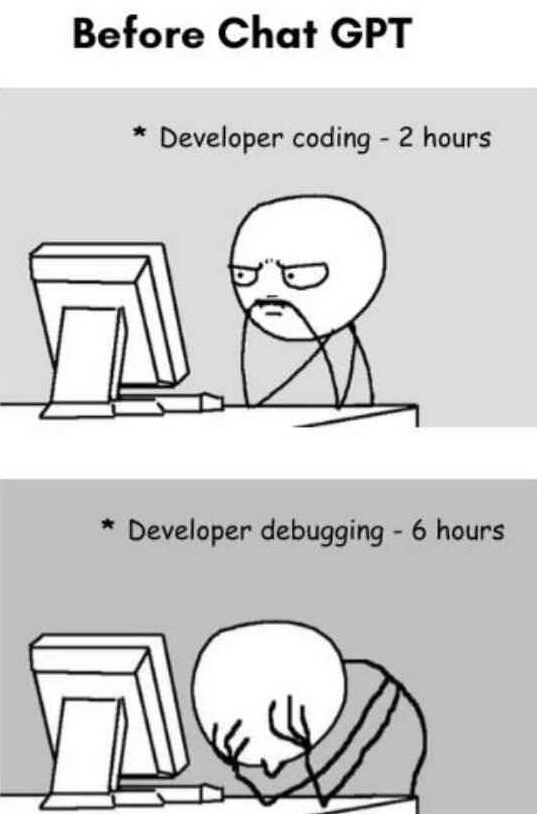 Before Chat GPT
* Developer coding - 2 hours
* Developer debugging - 6 hours